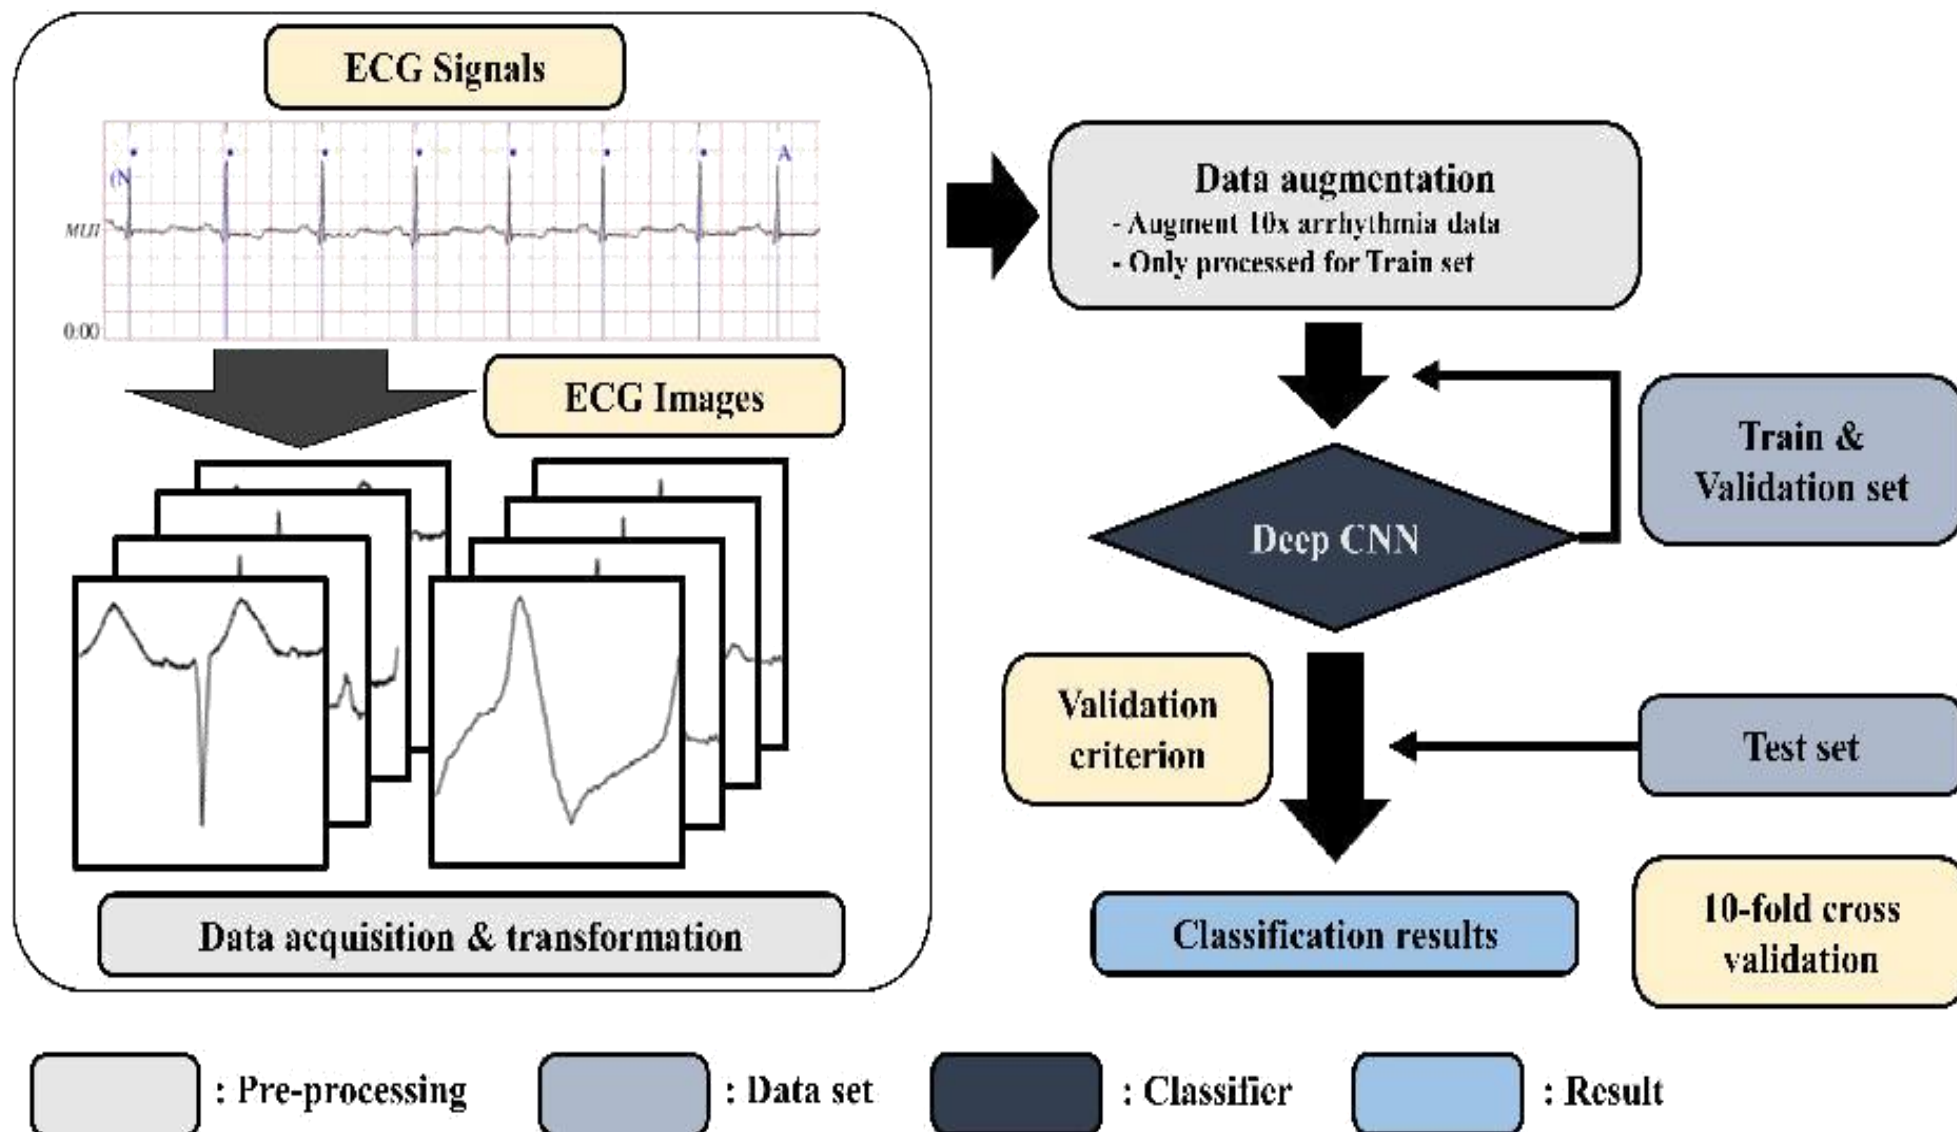 ECG Signals
(N
A
MLII
0:00
ECG Images
Data acquisition & transformation
Data augmentation
- Augment 10x arrhythmia data
- Only processed for Train set
Train &
Validation set
Deep CNN
Validation
criterion
Test set
Classification results
10-fold cross
validation
: Pre-processing
: Data set
: Classifier
: Result